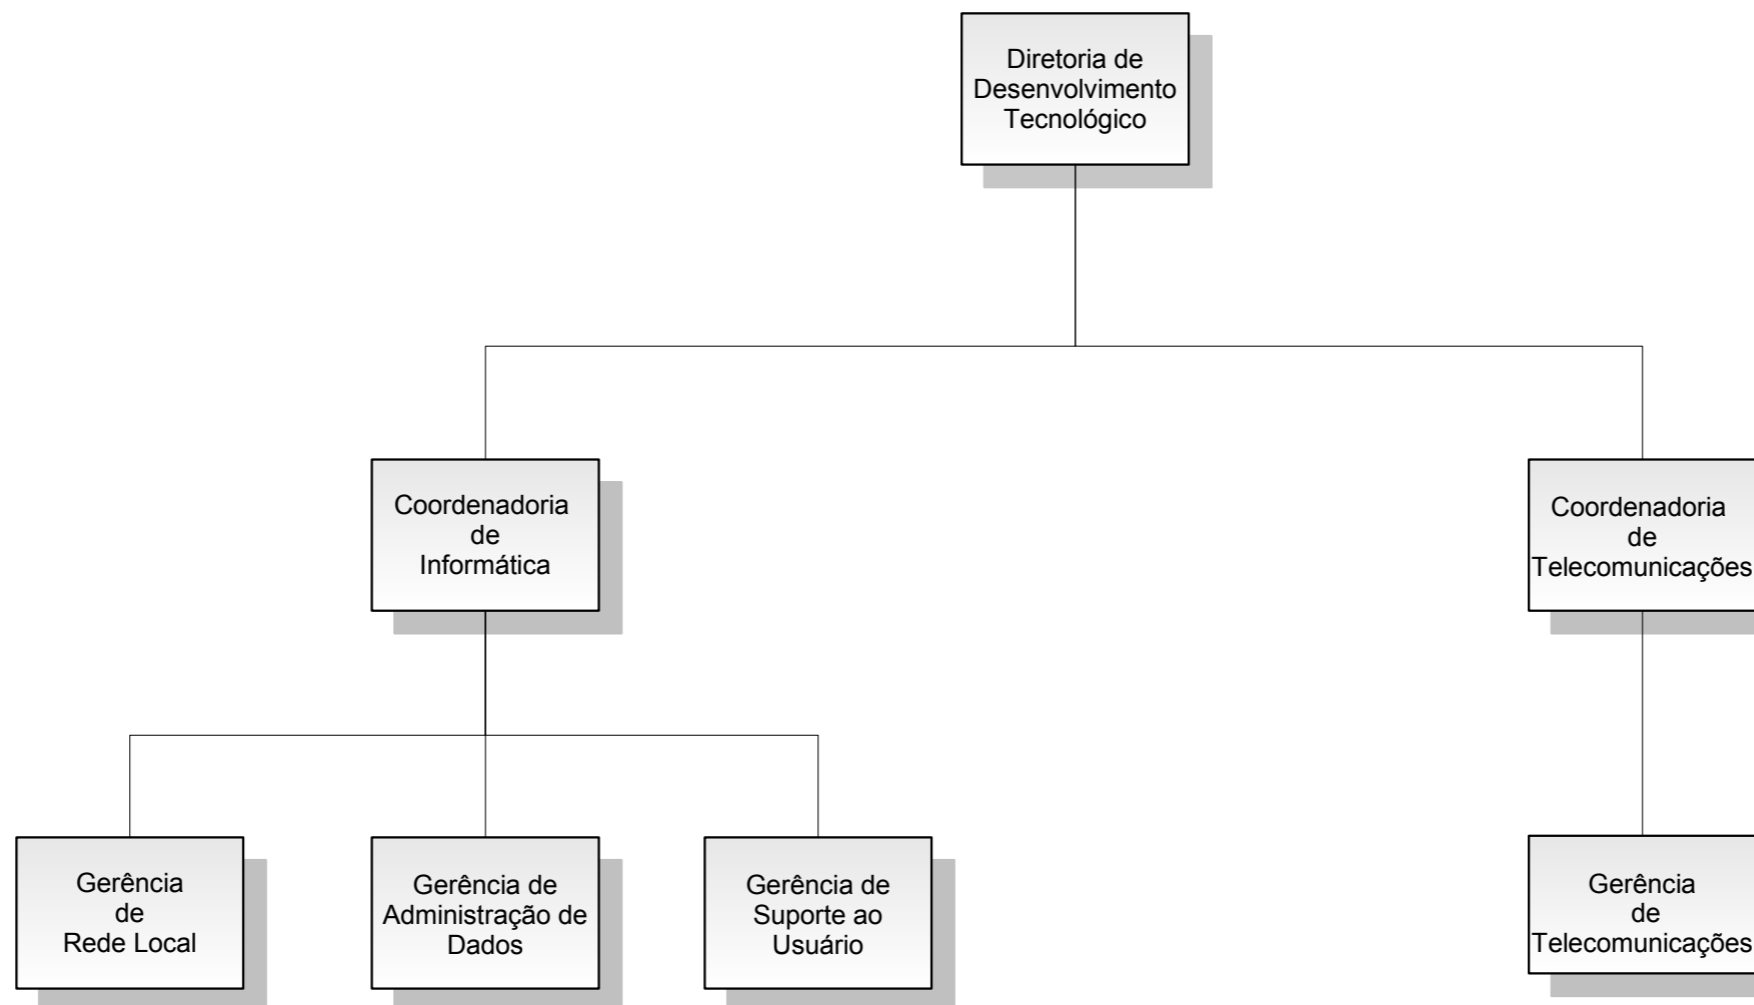 Diretoria de
Desenvolvimento
Tecnológico
Coordenadoria
de
Informática
Coordenadoria
de
Telecomunicações
Gerência
de
Rede Local
Gerência de
Administração de
Dados
Gerência de
Suporte ao
Usuário
Gerência
de
Telecomunicações